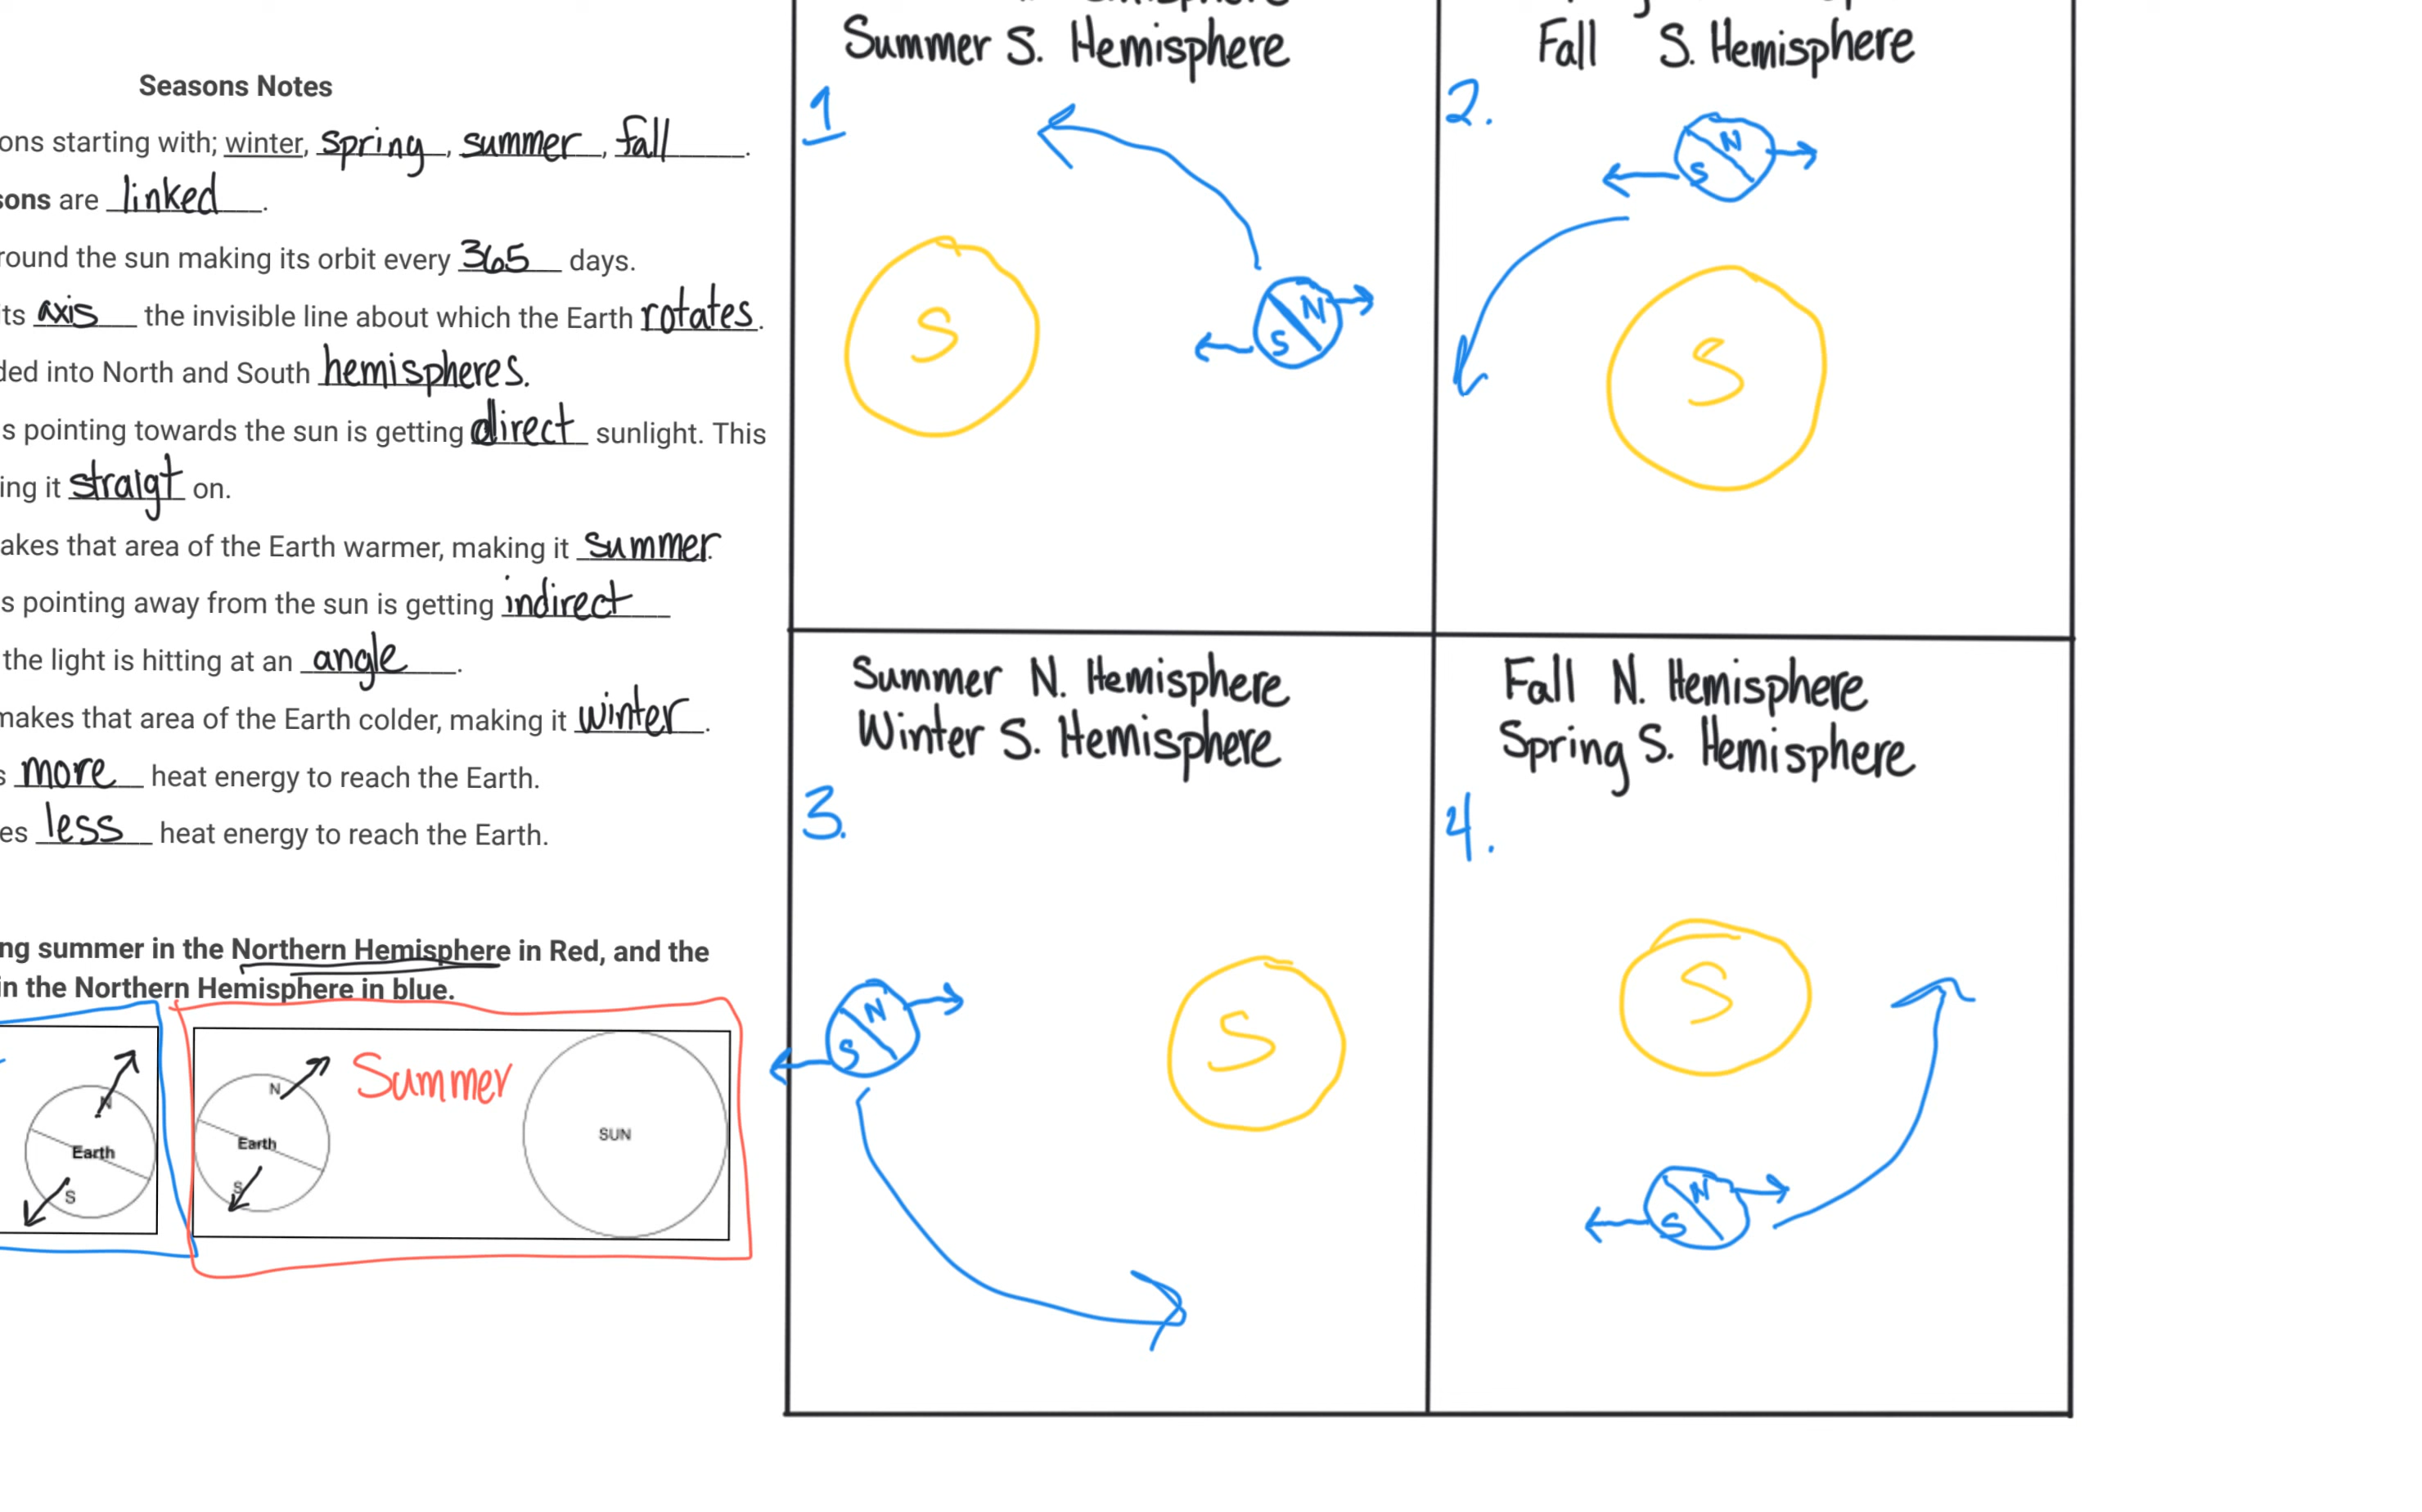 Seasons Notes
ons starting with; winter, spring, summer, fall.
sons are linked.
round the sun making its orbit every 365 days.
its axis the invisible line about which the Earth rotates.
ded into North and South hemispheres.
s pointing towards the sun is getting direct sunlight. This
ing it straigt on.
akes that area of the Earth warmer, making it summer.
s pointing away from the sun is getting indirect
the light is hitting at an angle.
makes that area of the Earth colder, making it winter.
s more heat energy to reach the Earth.
es less heat energy to reach the Earth.
ng summer in the Northern Hemisphere in Red, and the
in the Northern Hemisphere in blue.
N
Earth
S
N
Summer
Earth
S
SUN
Summer S. Hemisphere
1
S
N
S
Fall S. Hemisphere
2.
N
S
S
Summer N. Hemisphere
Winter S. Hemisphere
3.
N
S
S
Fall N. Hemisphere
Spring S. Hemisphere
4.
S
N
S